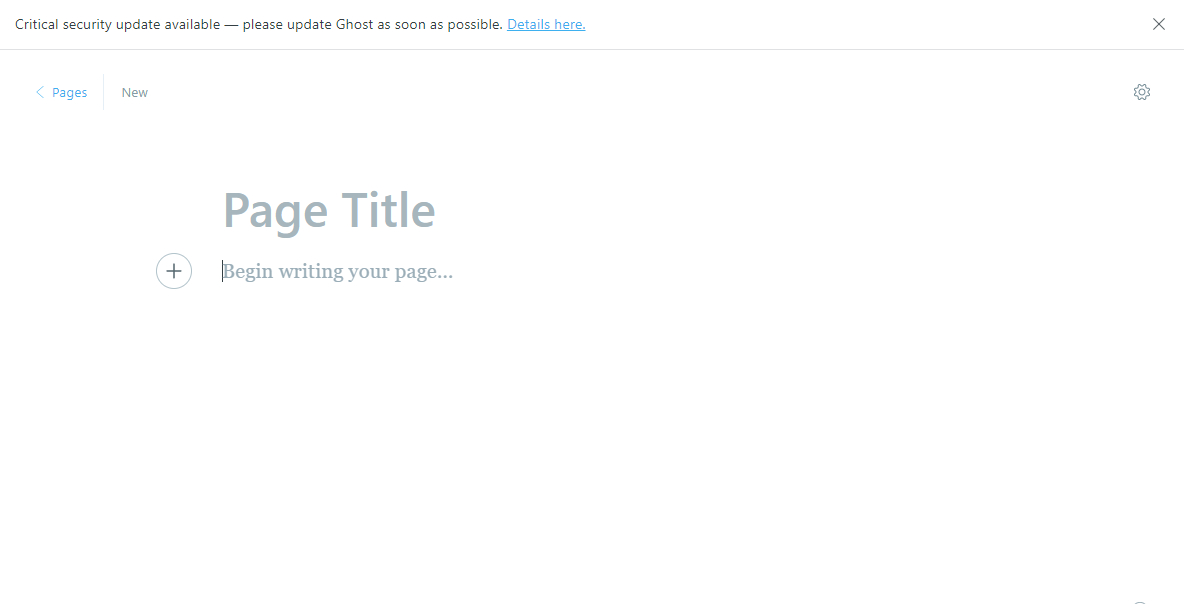 Critical security update available — please update Ghost as soon as possible. Details here.
Pages
New
Page Title
Begin writing your page...